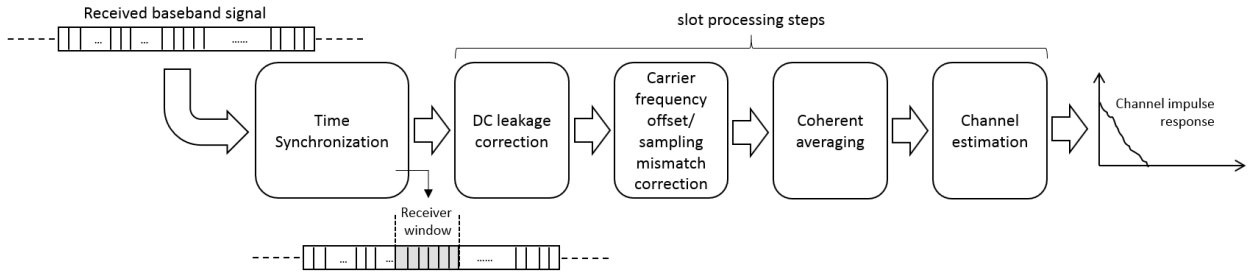 Received baseband signal
... ... ......
slot processing steps
Time
Synchronization
DC leakage
correction
Carrier
frequency
offset/
sampling
mismatch
correction
Coherent
averaging
Channel
estimation
Channel impulse
response
Receiver
window
... ... ......